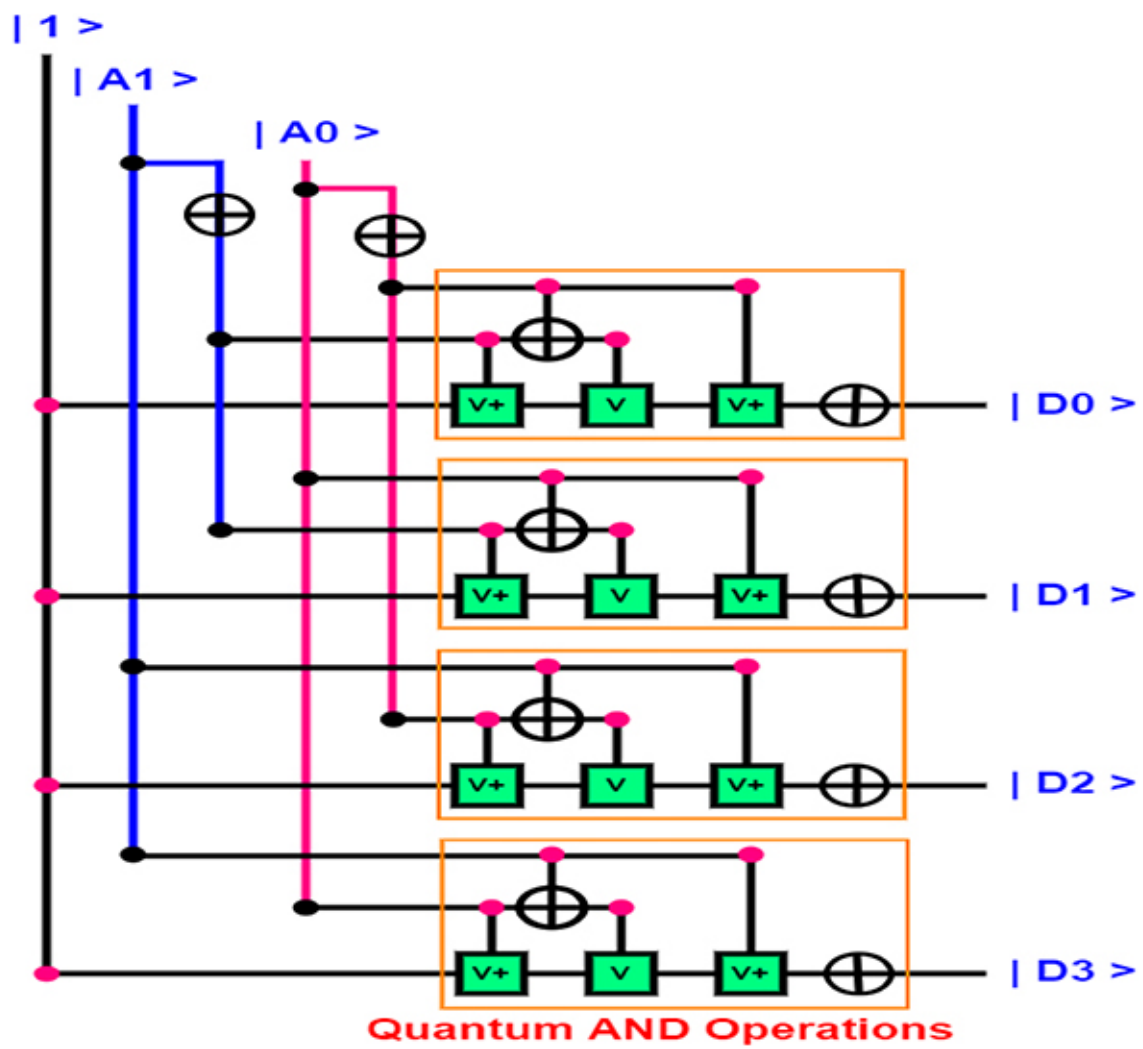 | 1 >
| A1 >
| A0 >
V+ V V+
| D0 >
V+ V V+
| D1 >
V+ V V+
| D2 >
V+ V V+
| D3 >
Quantum AND Operations